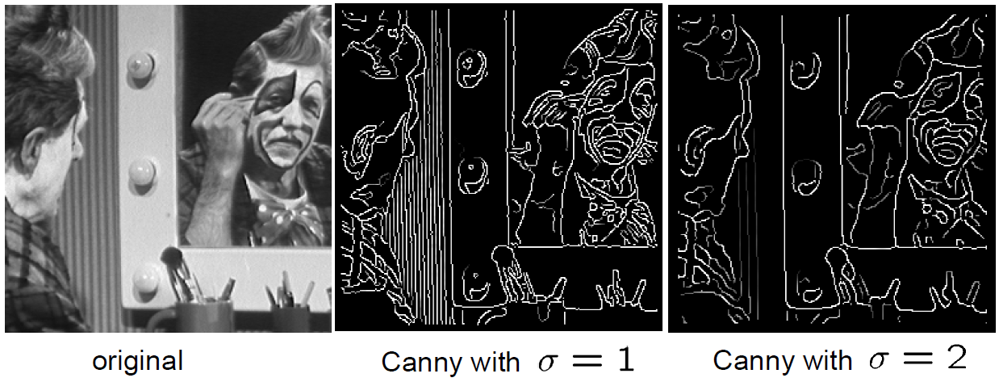 original
Canny with σ = 1
Canny with σ = 2